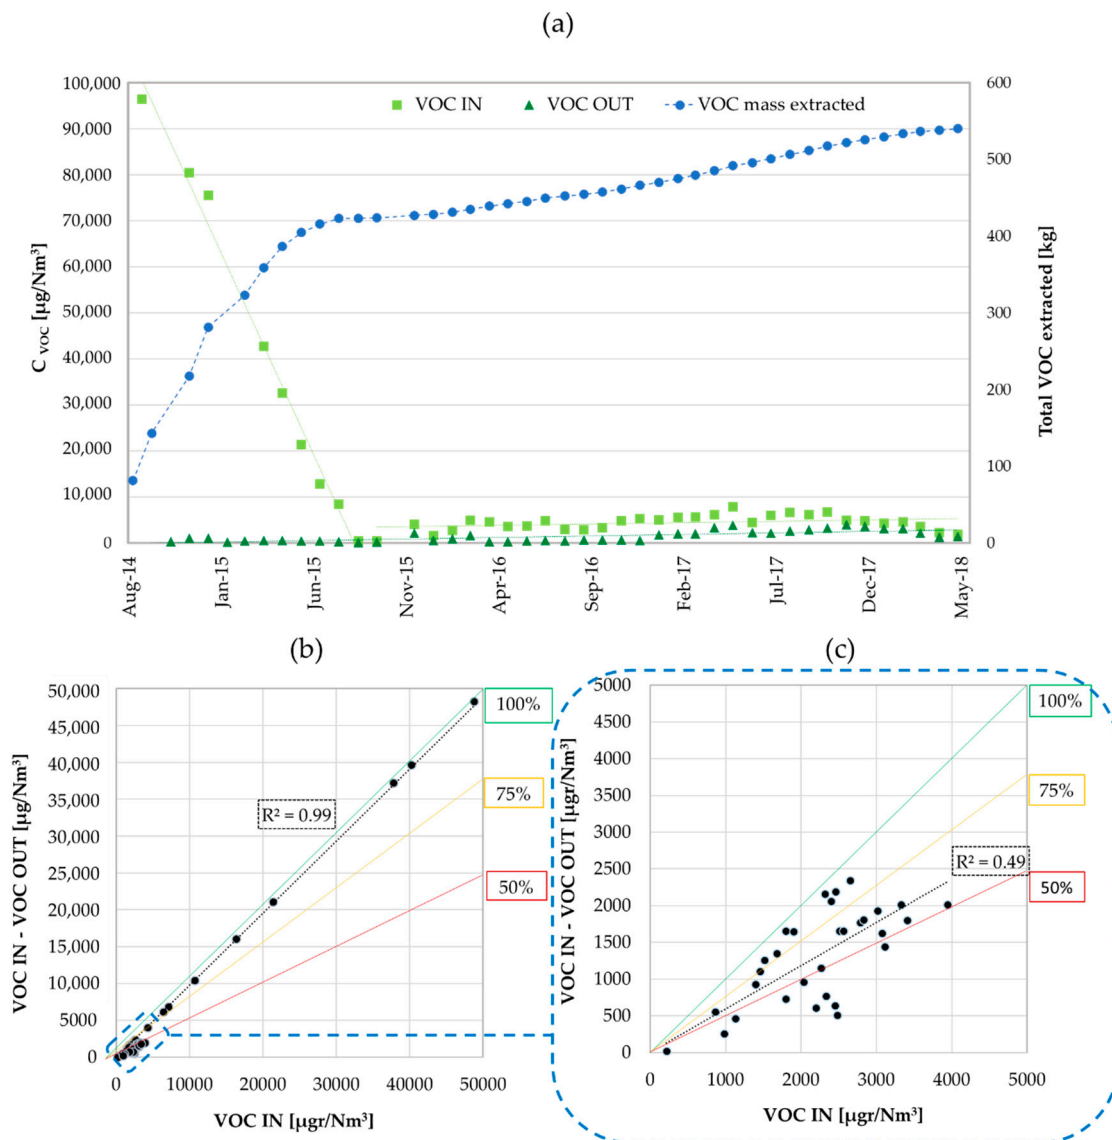 (a)
VOC IN
VOC OUT
VOC mass extracted
C VOC [µg/Nm³]
100,000
90,000
80,000
70,000
60,000
50,000
40,000
30,000
20,000
10,000
0
Total VOC extracted [kg]
600
500
400
300
200
100
0
Aug-14
Jan-15
Jun-15
Nov-15
Apr-16
Sep-16
Feb-17
Jul-17
Dec-17
May-18
(b)
VOC IN - VOC OUT [µg/Nm³]
50,000
45,000
40,000
35,000
30,000
25,000
20,000
15,000
10,000
5000
0
R² = 0.99
100%
75%
50%
0
10000
20000
30000
40000
50000
VOC IN [µgr/Nm³]
(c)
VOC IN - VOC OUT [µgr/Nm³]
5000
4500
4000
3500
3000
2500
2000
1500
1000
500
0
100%
75%
R² = 0.49
50%
0
1000
2000
3000
4000
5000
VOC IN [µgr/Nm³]